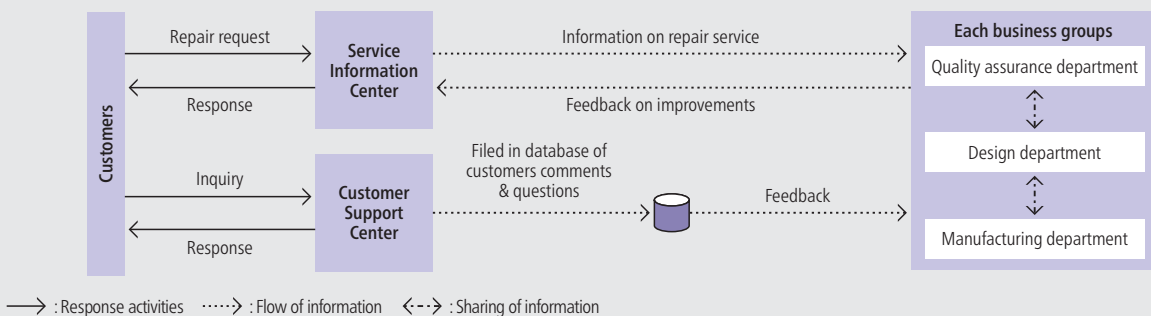 Customers
Repair request
Response
Service
Information
Center
Information on repair service
Feedback on improvements
Inquiry
Response
Customer
Support
Center
Filed in database of
customers comments
& questions
Feedback
Each business groups
Quality assurance department
Design department
Manufacturing department
: Response activities : Flow of information : Sharing of information